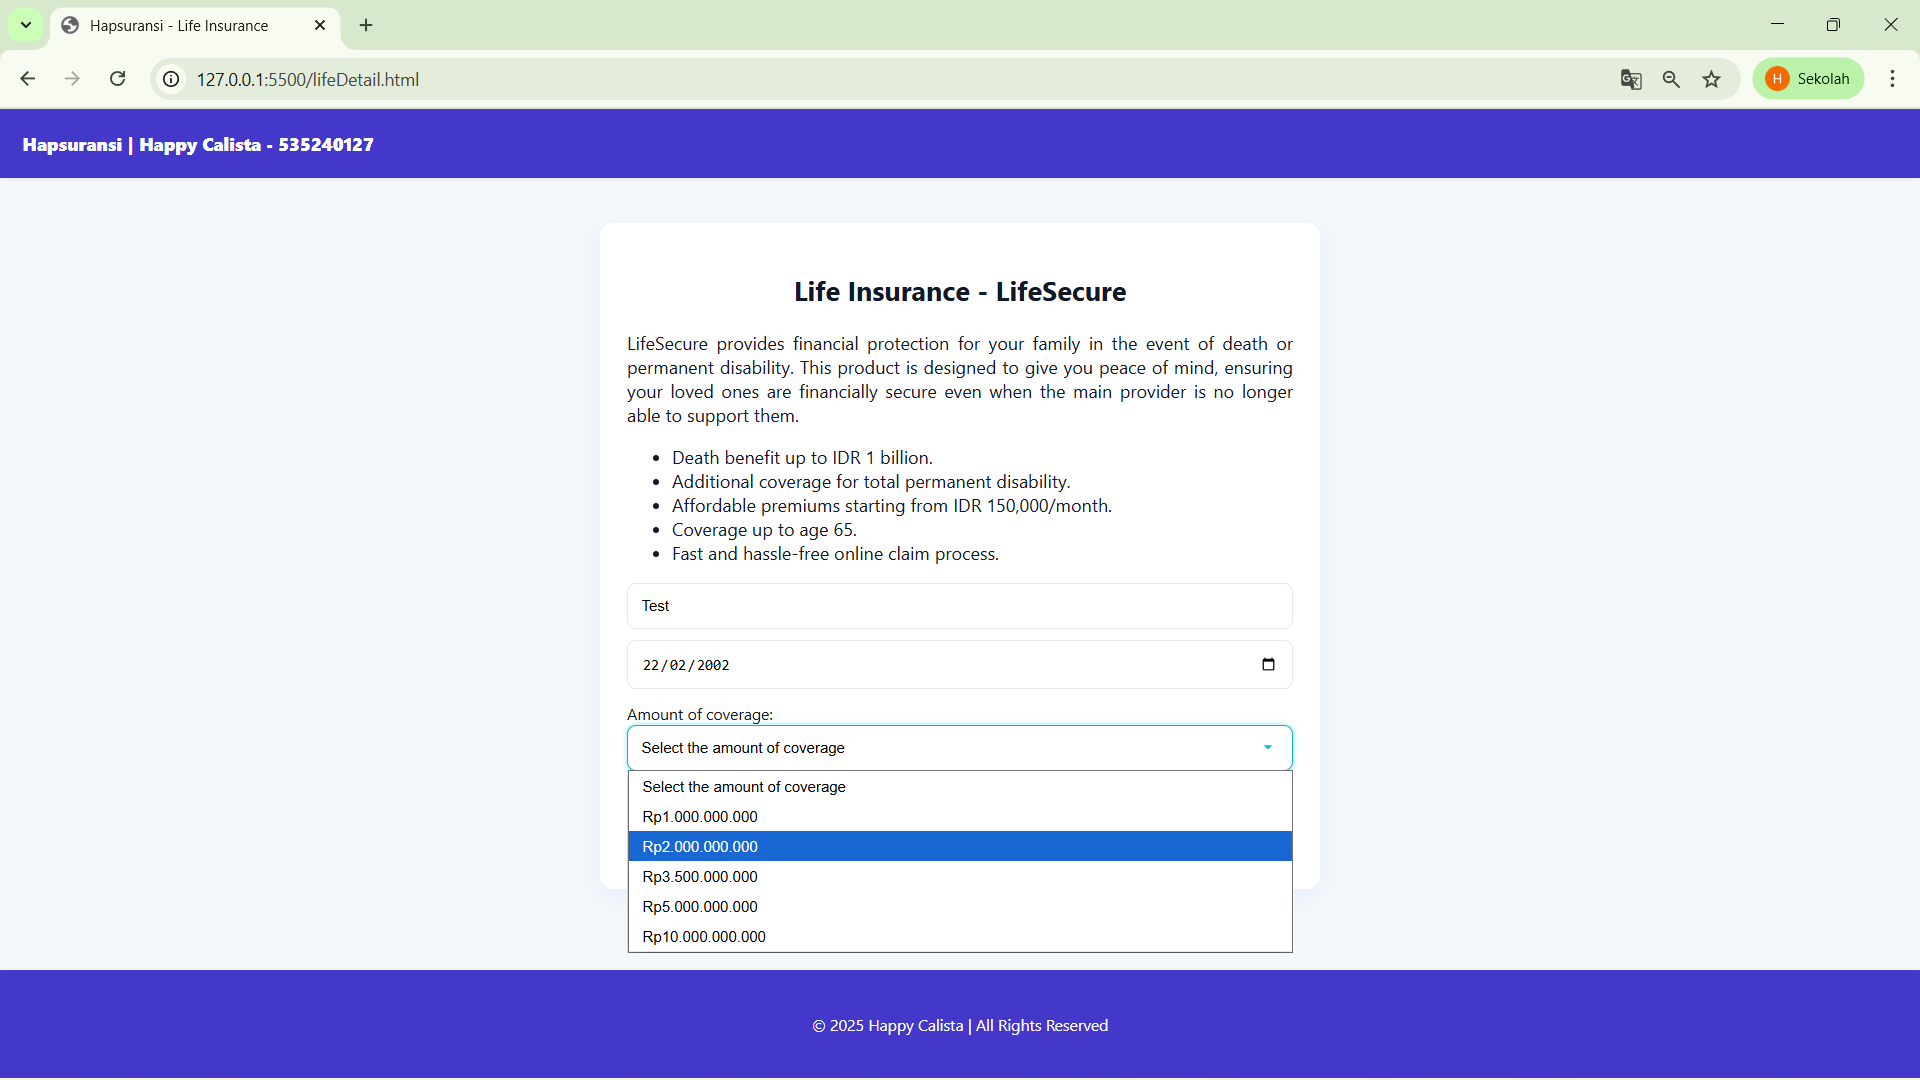 Hapsuransi - Life Insurance
127.0.0.1:5500/lifeDetail.html
H Sekolah
Hapsuransi | Happy Calista - 535240127
Life Insurance - LifeSecure
LifeSecure provides financial protection for your family in the event of death or
permanent disability. This product is designed to give you peace of mind, ensuring
your loved ones are financially secure even when the main provider is no longer
able to support them.
• Death benefit up to IDR 1 billion.
• Additional coverage for total permanent disability.
• Affordable premiums starting from IDR 150,000/month.
• Coverage up to age 65.
• Fast and hassle-free online claim process.
Test
22/02/2002
Amount of coverage:
Select the amount of coverage
Select the amount of coverage
Rp1.000.000.000
Rp2.000.000.000
Rp3.500.000.000
Rp5.000.000.000
Rp10.000.000.000
© 2025 Happy Calista | All Rights Reserved